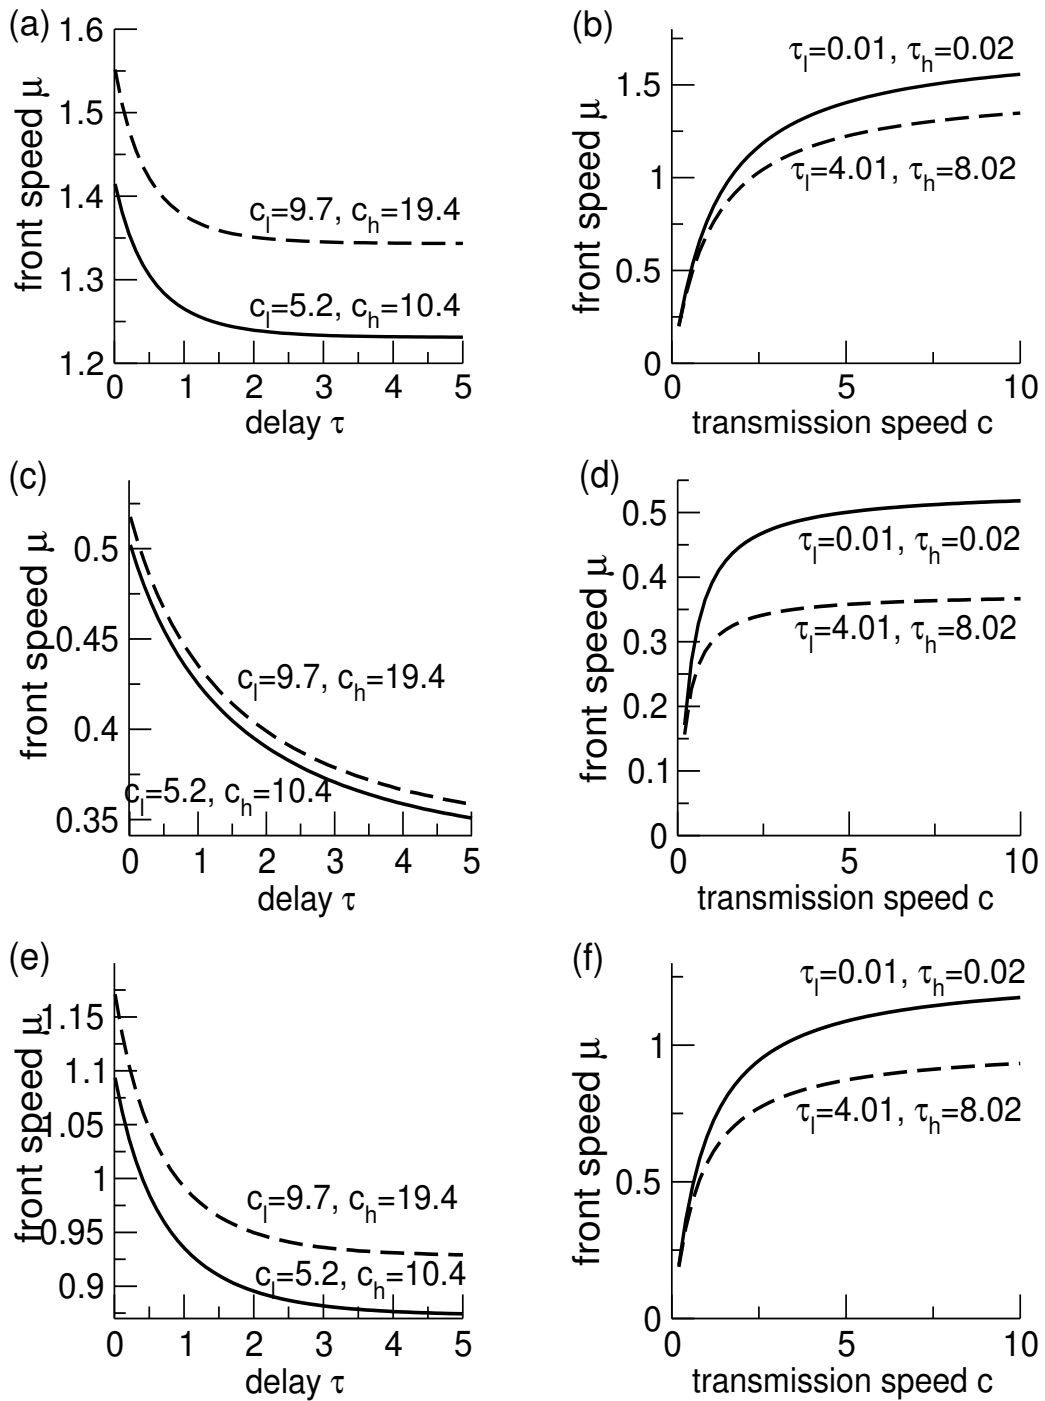 (a)
1.6
1.5
1.4
1.3
1.2
front speed μ
c_l=9.7, c_h=19.4
c_l=5.2, c_h=10.4
0 1 2 3 4 5
delay τ
(b)
τ_l=0.01, τ_h=0.02
1.5
1
0.5
0
front speed μ
τ_l=4.01, τ_h=8.02
0 5 10
transmission speed c
(c)
0.5
0.45
0.4
0.35
front speed μ
c_l=9.7, c_h=19.4
c_l=5.2, c_h=10.4
0 1 2 3 4 5
delay τ
(d)
0.5
0.4
0.3
0.2
0.1
0
front speed μ
τ_l=0.01, τ_h=0.02
τ_l=4.01, τ_h=8.02
0 5 10
transmission speed c
(e)
1.15
1.1
1.05
1
0.95
0.9
front speed μ
c_l=9.7, c_h=19.4
c_l=5.2, c_h=10.4
0 1 2 3 4 5
delay τ
(f)
τ_l=0.01, τ_h=0.02
1
0.5
0
front speed μ
τ_l=4.01, τ_h=8.02
0 5 10
transmission speed c